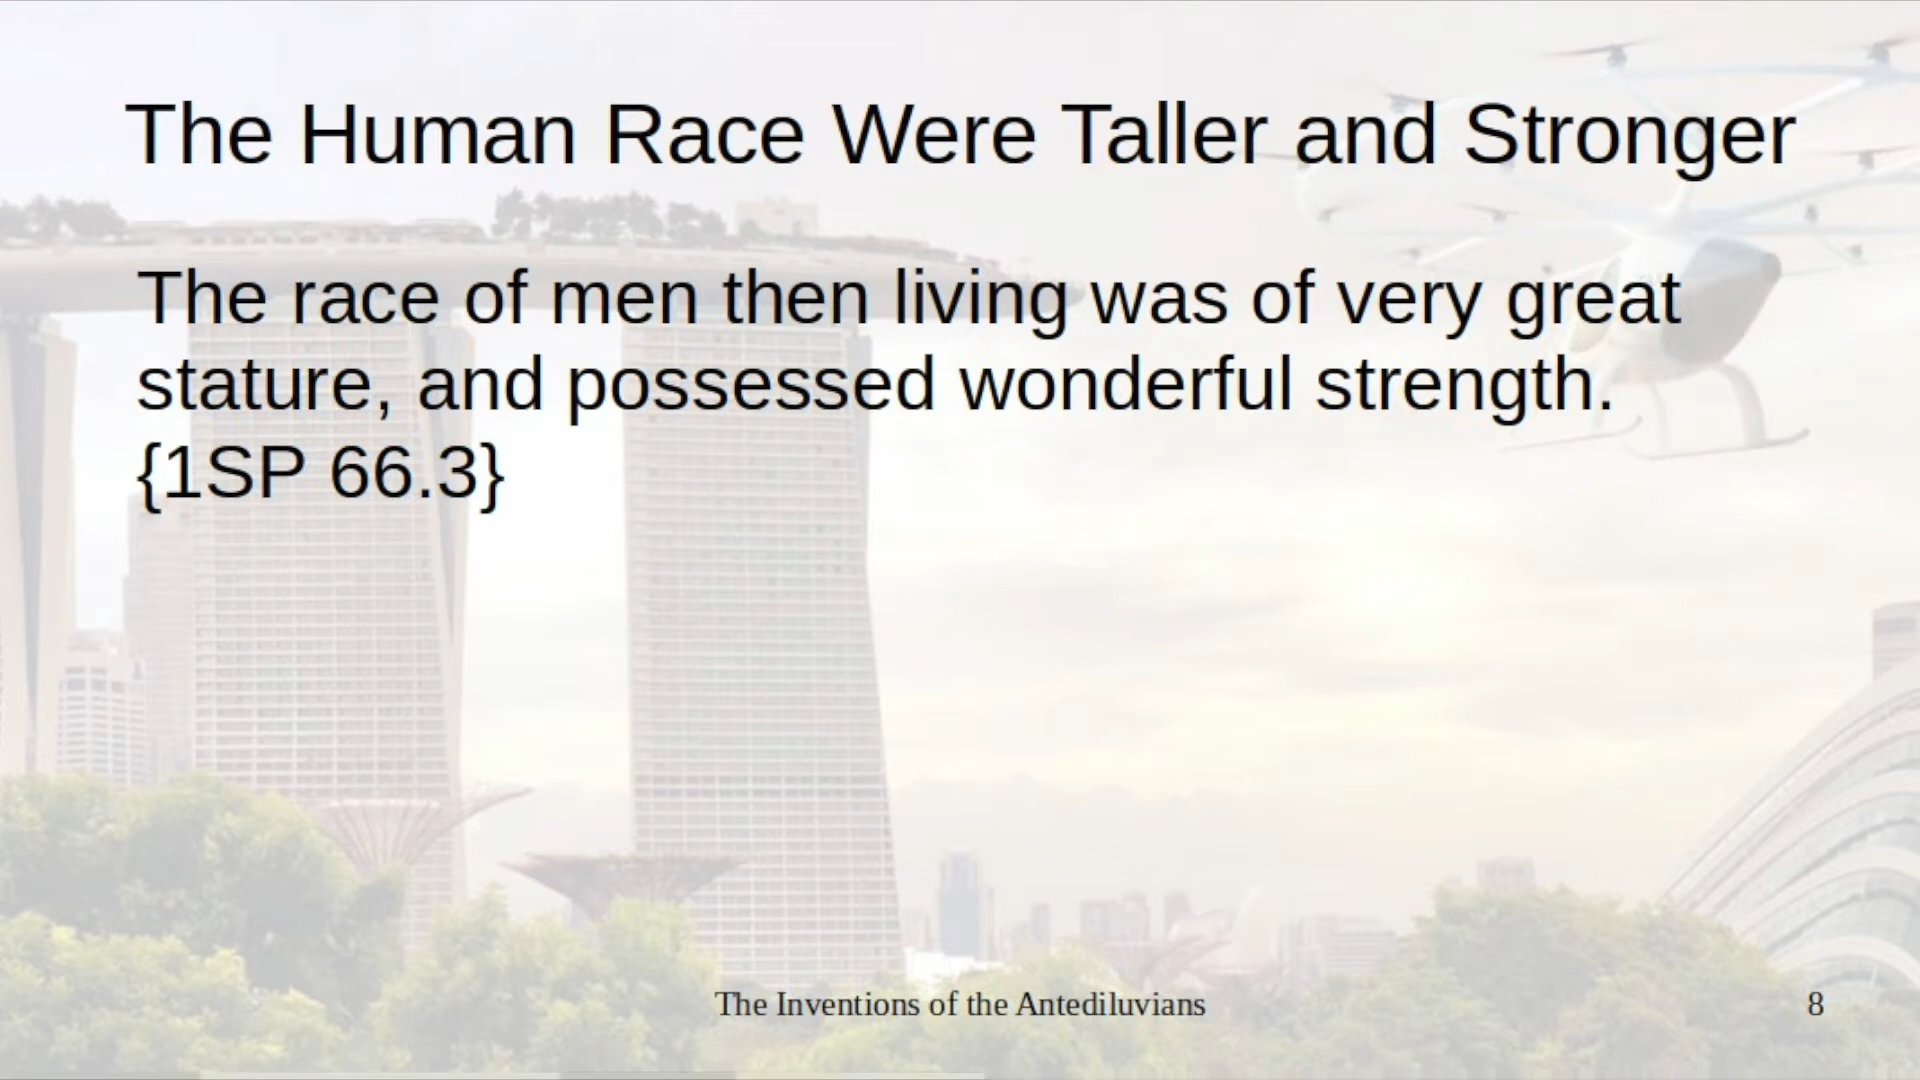 The Human Race Were Taller and Stronger
The race of men then living was of very great
stature, and possessed wonderful strength.
{1SP 66.3}
The Inventions of the Antediluvians
8